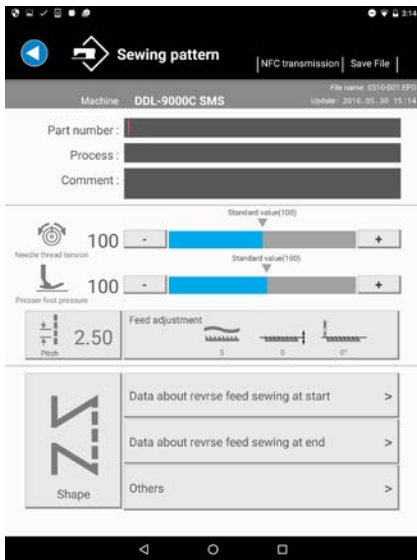 3:14
Sewing pattern
NFC transmission | Save File |
File name: 0S10-001.EPD
Machine DDL-9000C SMS Update: 2016.05.30 15:14
Part number :
Process :
Comment :
Standard value(100)
100 - +
Needle thread tension
Standard value(100)
100 - +
Presser foot pressure
Feed adjustment
2.50
Pitch S 0 0°
Data about revrse feed sewing at start >
Data about revrse feed sewing at end >
Shape Others >